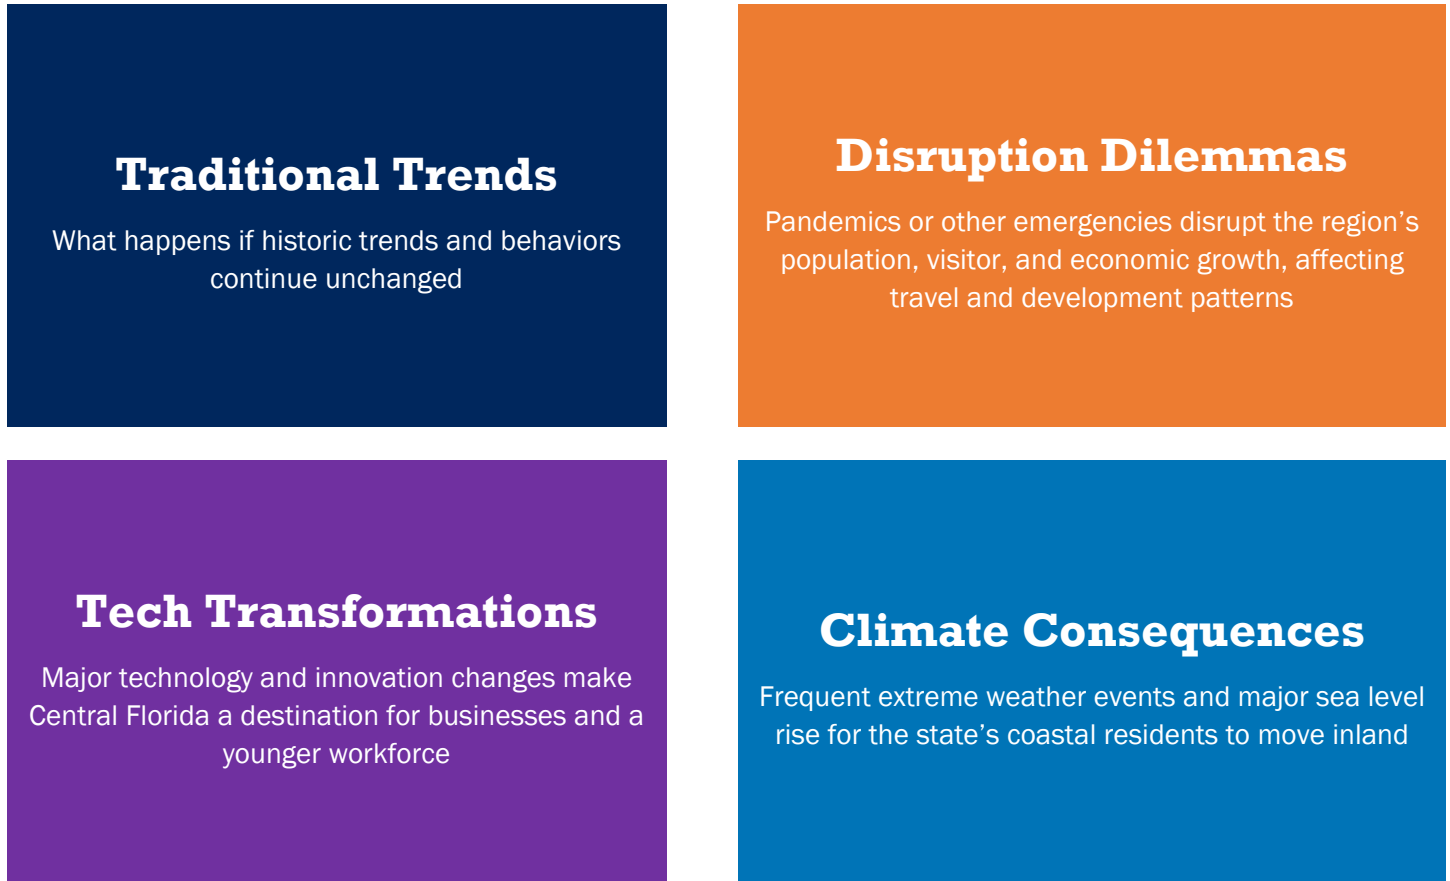 Traditional Trends
What happens if historic trends and behaviors
continue unchanged
Disruption Dilemmas
Pandemics or other emergencies disrupt the region’s
population, visitor, and economic growth, affecting
travel and development patterns
Tech Transformations
Major technology and innovation changes make
Central Florida a destination for businesses and a
younger workforce
Climate Consequences
Frequent extreme weather events and major sea level
rise for the state’s coastal residents to move inland